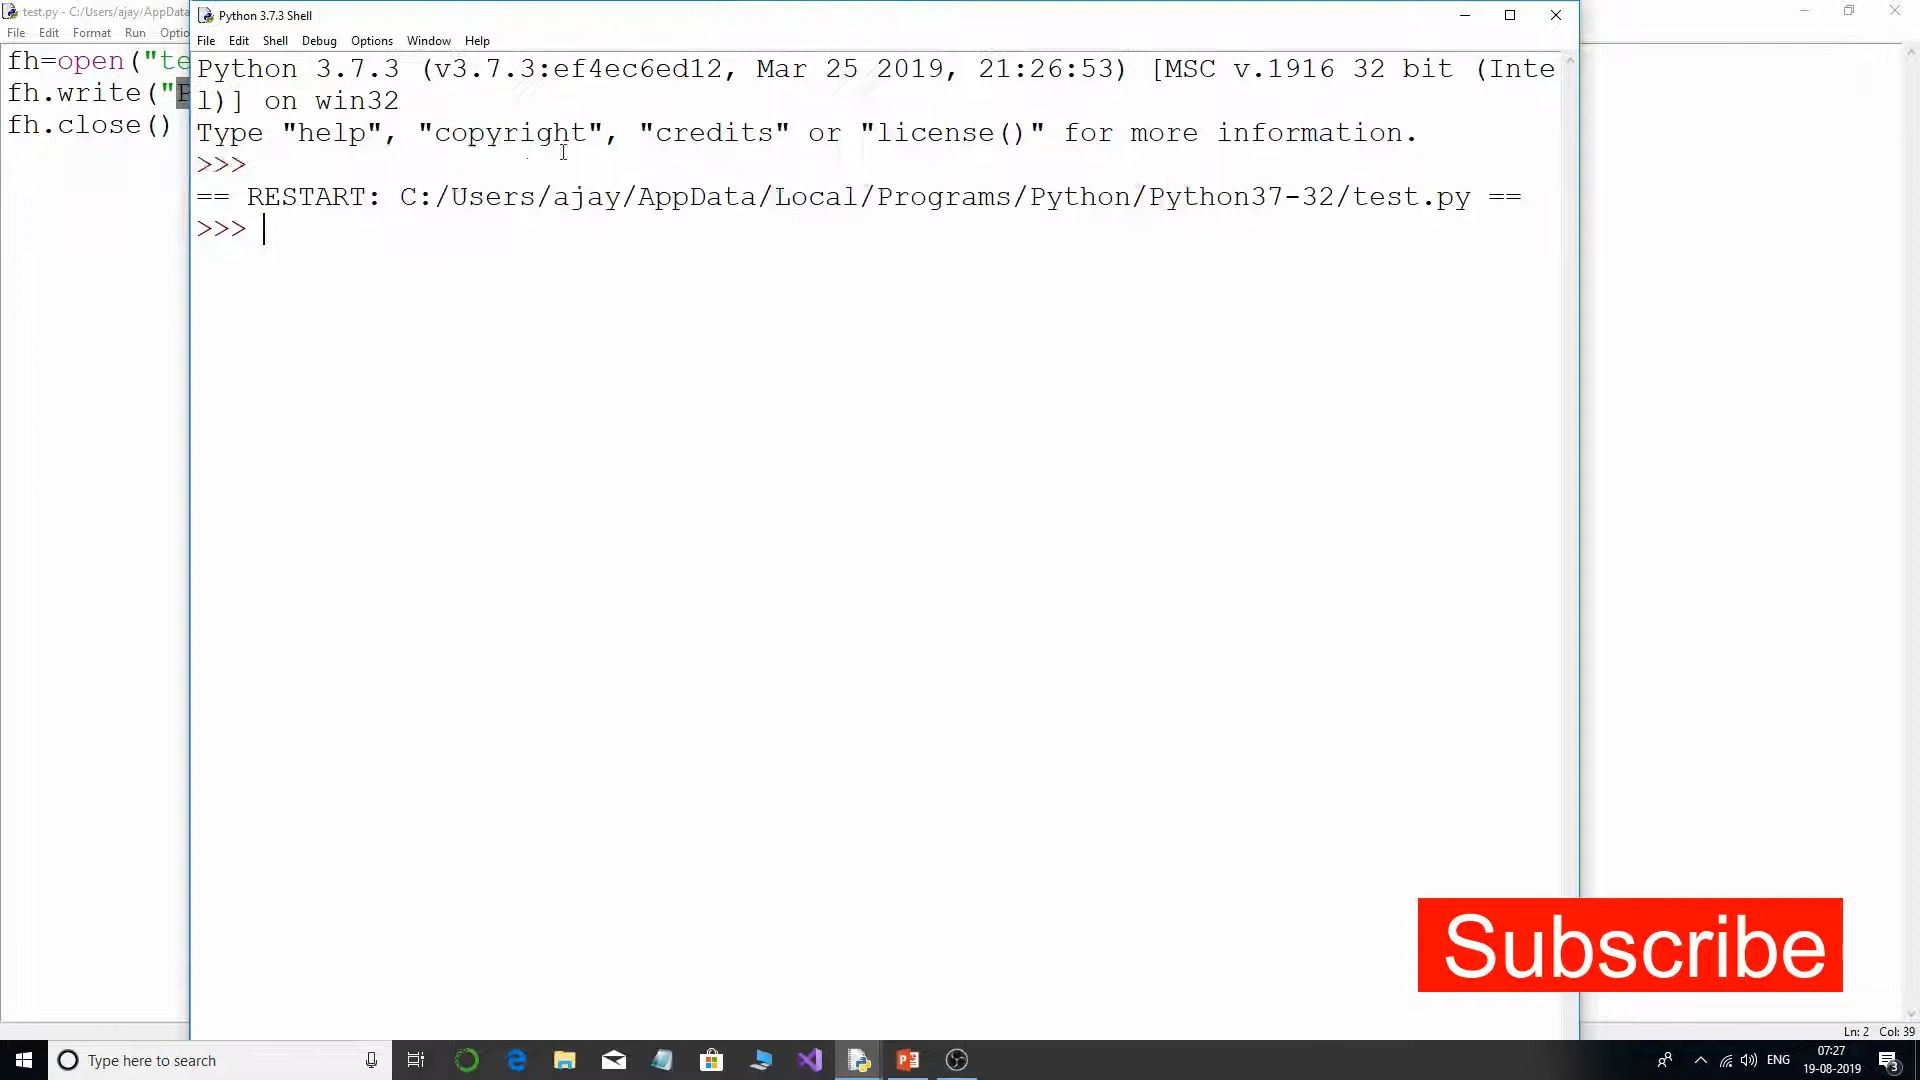 test.py - C:/Users/ajay/AppData
File Edit Format Run Optio
fh=open("te
fh.write("P
fh.close()
Python 3.7.3 Shell
File Edit Shell Debug Options Window Help
Python 3.7.3 (v3.7.3:ef4ec6ed12, Mar 25 2019, 21:26:53) [MSC v.1916 32 bit (Inte
l)] on win32
Type "help", "copyright", "credits" or "license()" for more information.
>>>
== RESTART: C:/Users/ajay/AppData/Local/Programs/Python/Python37-32/test.py ==
>>>
Subscribe
Ln: 2 Col: 39
Type here to search
ENG
07:27
19-08-2019
3